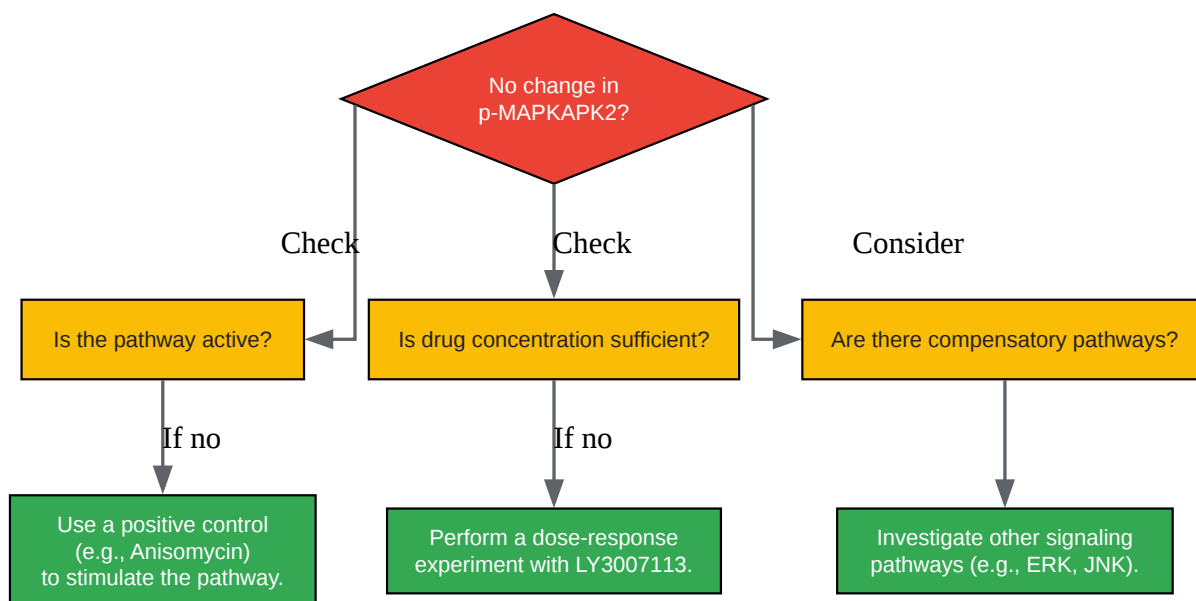 No change in
p-MAPKAPK2?
Check
Check
Consider
Is the pathway active?
Is drug concentration sufficient?
Are there compensatory pathways?
If no
If no
Use a positive control
(e.g., Anisomycin)
to stimulate the pathway.
Perform a dose-response
experiment with LY3007113.
Investigate other signaling
pathways (e.g., ERK, JNK).